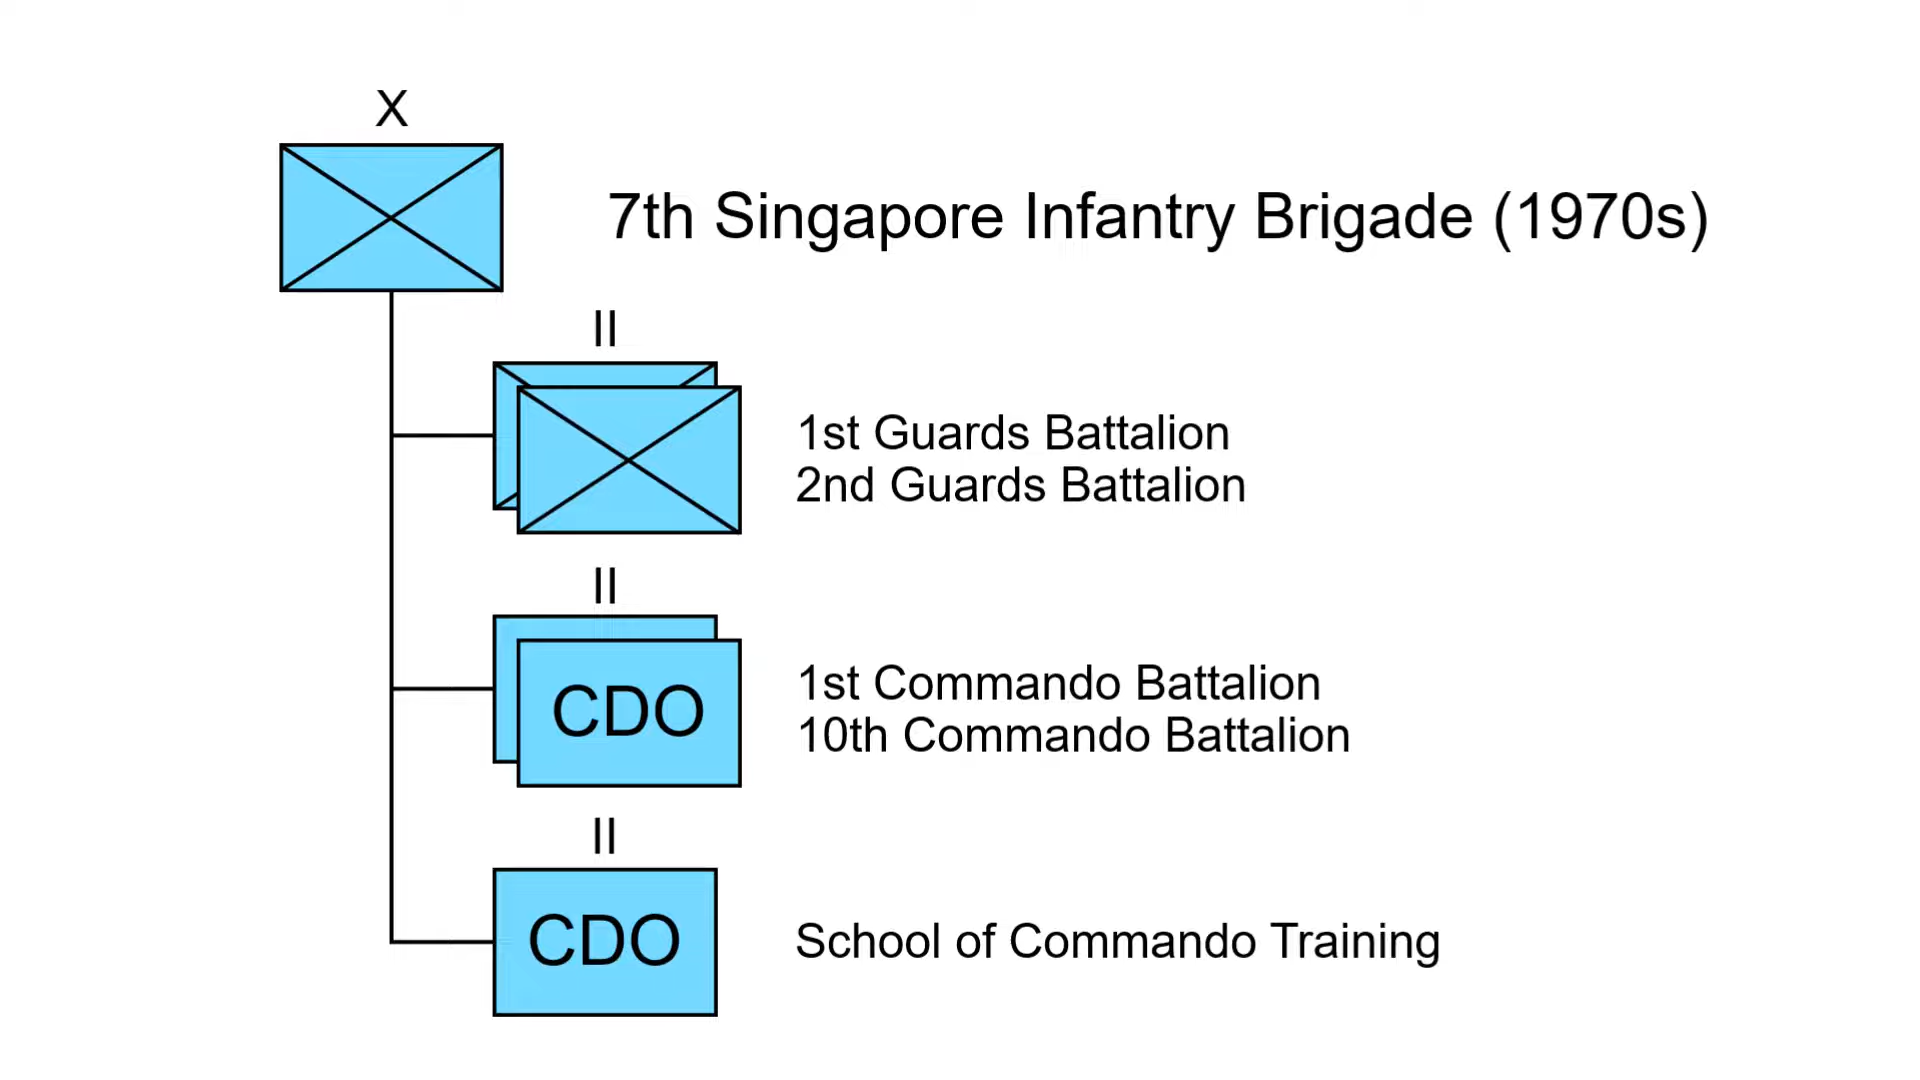 X
7th Singapore Infantry Brigade (1970s)
II
1st Guards Battalion
2nd Guards Battalion
II
CDO
1st Commando Battalion
10th Commando Battalion
II
CDO
School of Commando Training